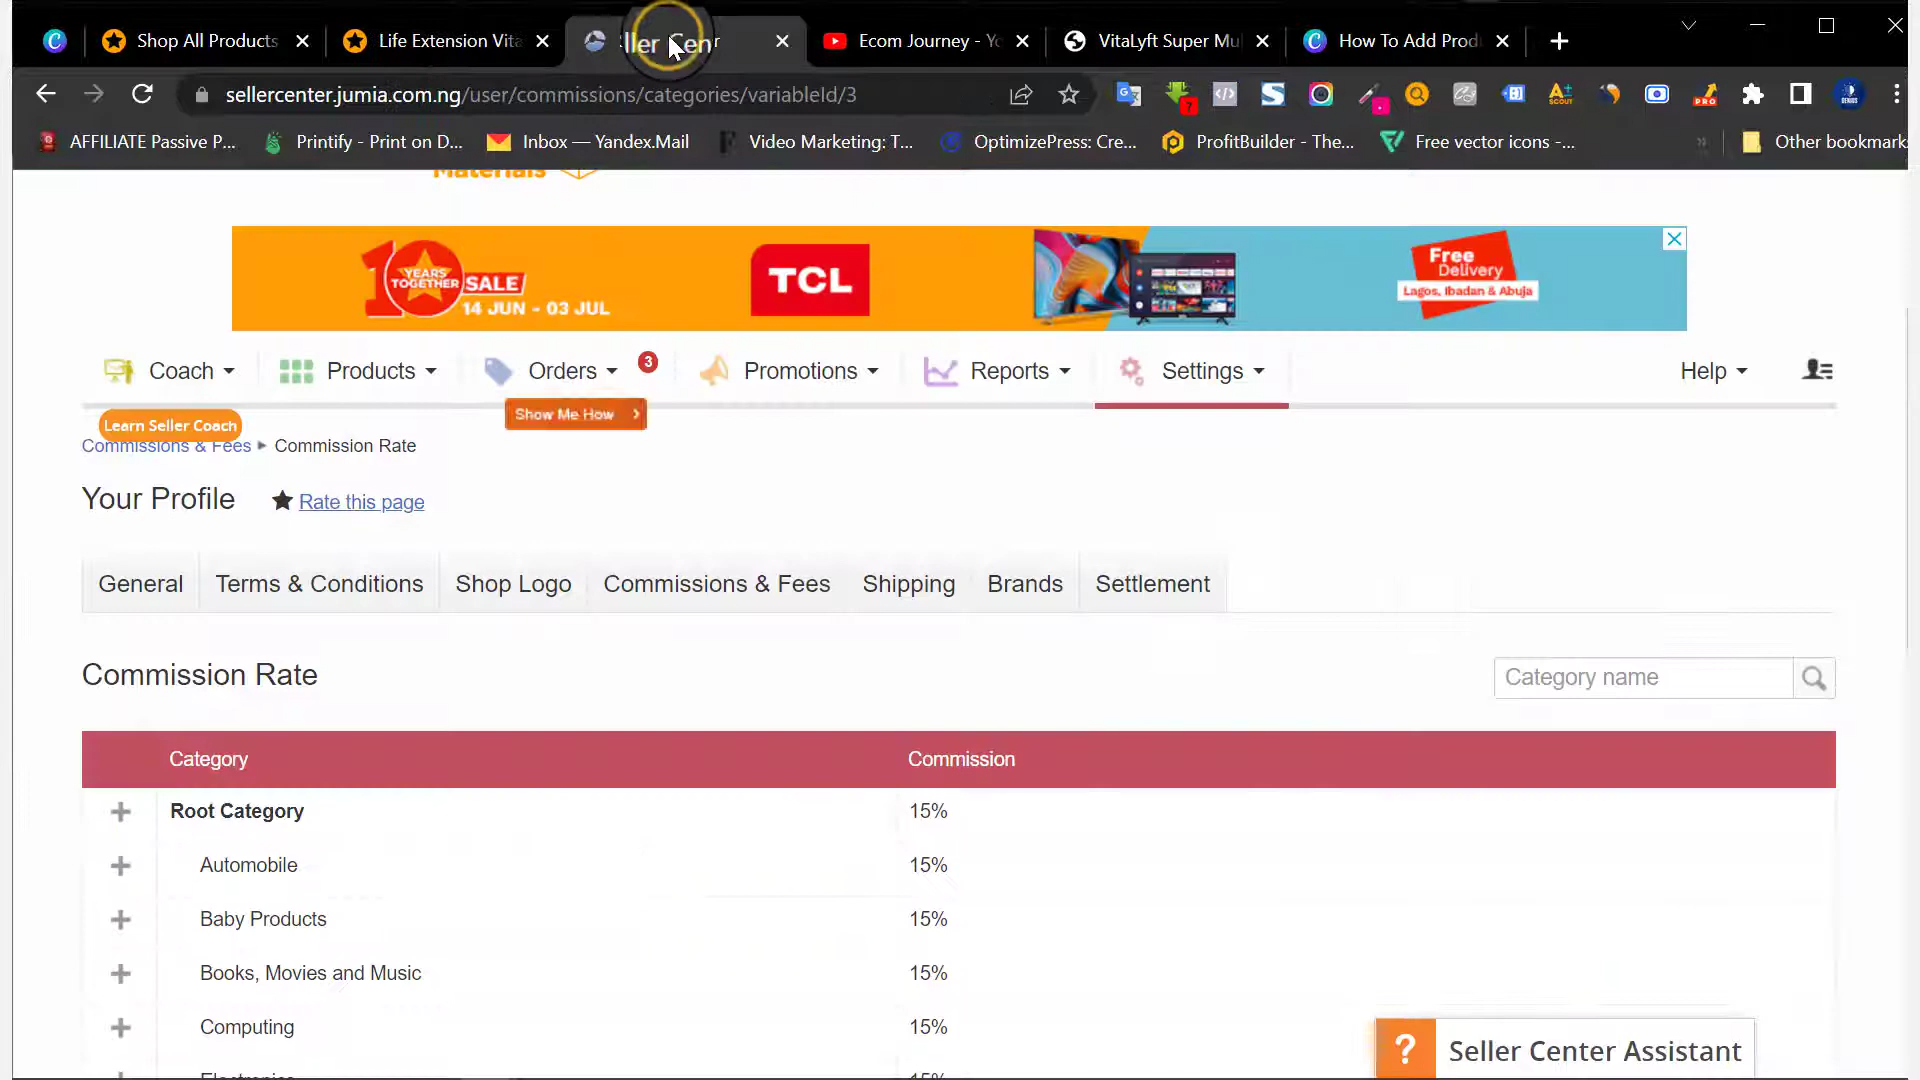 Shop All Products
Life Extension Vita
ller Cen
Ecom Journey - Yo
VitaLyft Super Mu
How To Add Prod
sellercenter.jumia.com.ng/user/commissions/categories/variableId/3
AFFILIATE Passive P...
Printify - Print on D...
Inbox — Yandex.Mail
Video Marketing: T...
OptimizePress: Cre...
ProfitBuilder - The...
Free vector icons -...
»
Other bookmark
Materials
10 YEARS TOGETHER SALE
14 JUN - 03 JUL
TCL
Free
Delivery
Lagos, Ibadan & Abuja
Coach
Products
Orders
3
Promotions
Reports
Settings
Help
Show Me How
Learn Seller Coach
Commissions & Fees ▸ Commission Rate
Your Profile
Rate this page
General
Terms & Conditions
Shop Logo
Commissions & Fees
Shipping
Brands
Settlement
Commission Rate
Category name
Category Commission
Root Category 15%
Automobile 15%
Baby Products 15%
Books, Movies and Music 15%
Computing 15%
Electronics 15%
? Seller Center Assistant